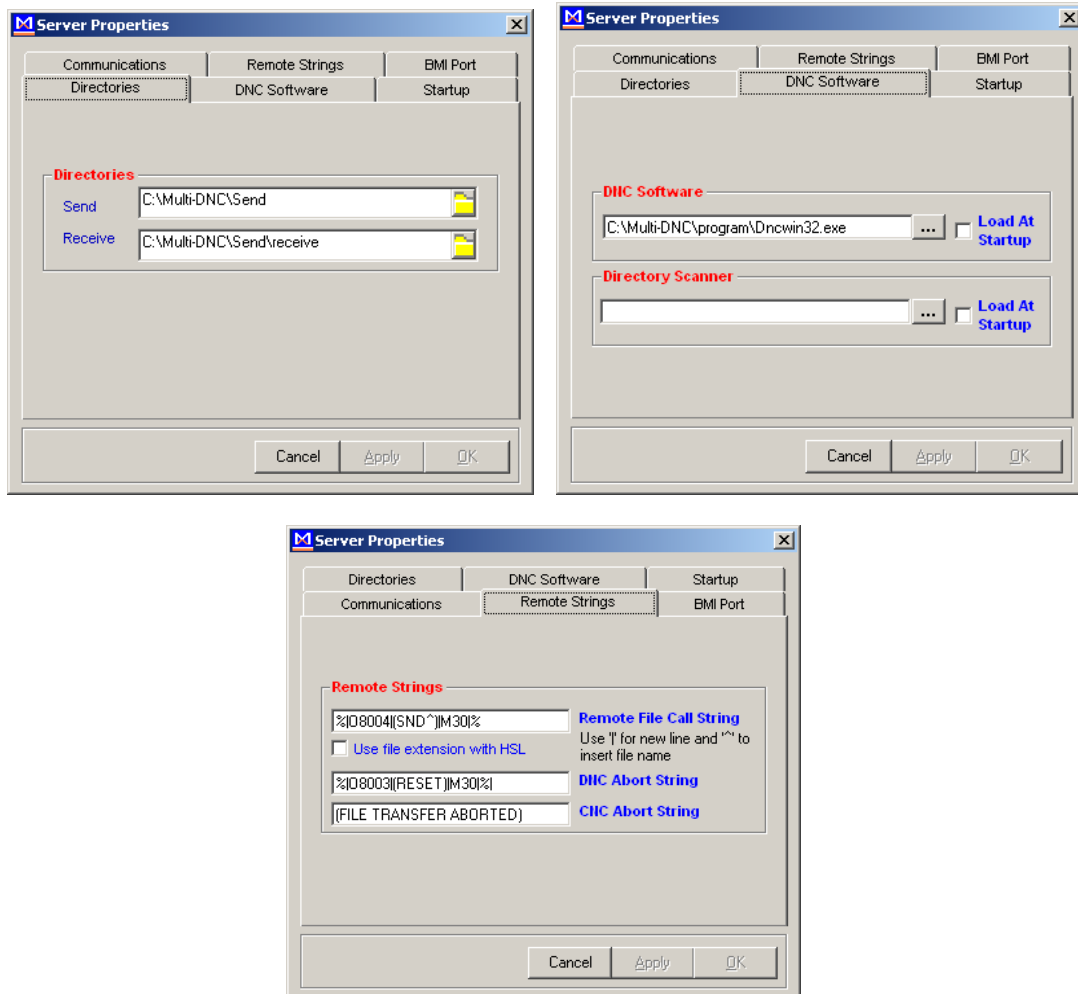 Server Properties
Communications Remote Strings BMI Port
Directories DNC Software Startup
Directories
Send C:\Multi-DNC\Send
Receive C:\Multi-DNC\Send\receive
Cancel Apply OK
Server Properties
Communications Remote Strings BMI Port
Directories DNC Software Startup
DNC Software
C:\Multi-DNC\program\Dncwin32.exe ... Load At
Startup
Directory Scanner
... Load At
Startup
Cancel Apply OK
Server Properties
Directories DNC Software Startup
Communications Remote Strings BMI Port
Remote Strings
%|O8004|(SND^)|M30|% Remote File Call String
Use '|' for new line and '^' to
Use file extension with HSL insert file name
%|O8003|(RESET)|M30|%| DNC Abort String
(FILE TRANSFER ABORTED) CNC Abort String
Cancel Apply OK